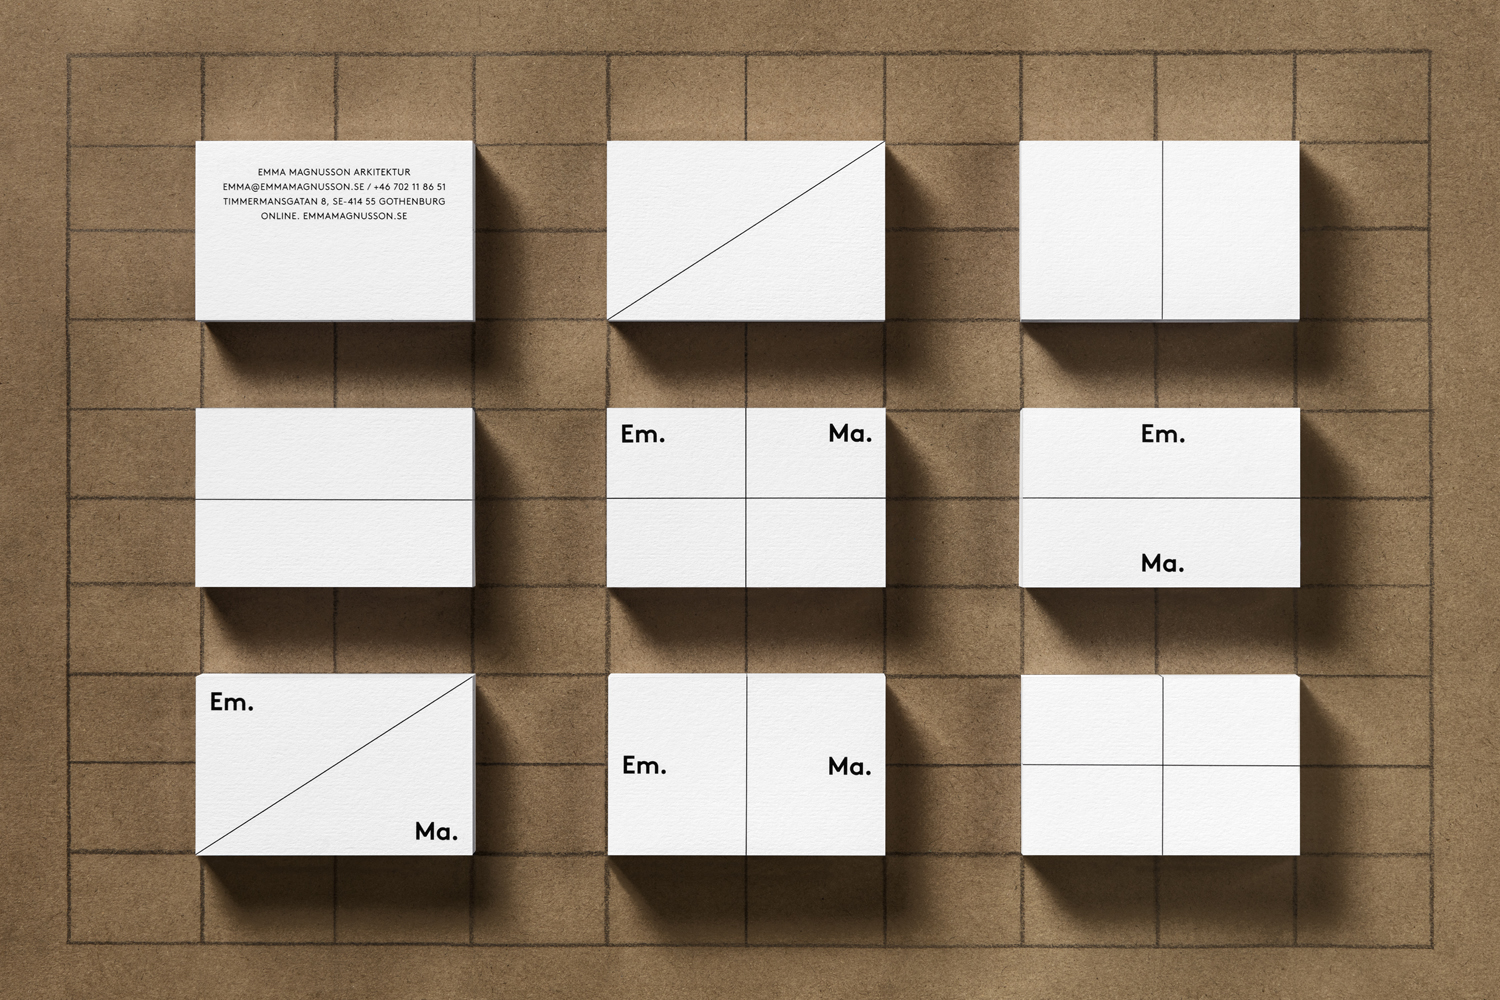 EMMA MAGNUSSON ARKITEKTUR
EMMA@EMMAMAGNUSSON.SE / +46 702 11 86 51
TIMMERMANSGATAN 8, SE-414 55 GOTHENBURG
ONLINE. EMMAMAGNUSSON.SE
Em. Ma.
Em.
Ma.
Em.
Ma.
Em. Ma.